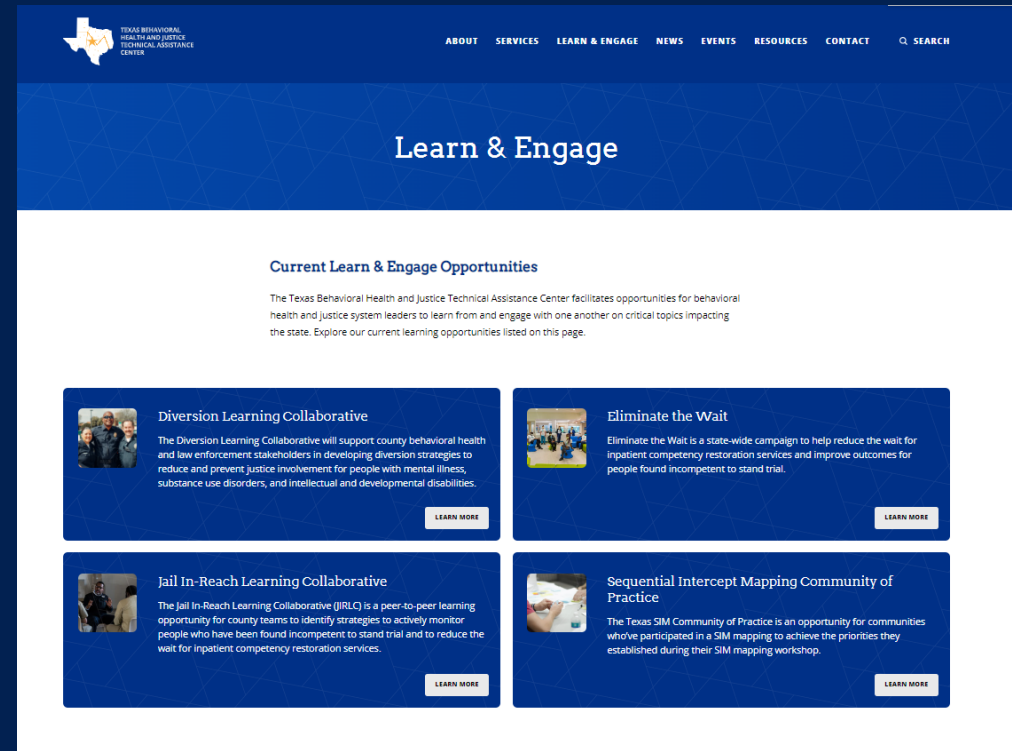 TEXAS BEHAVIORAL
HEALTH AND JUSTICE
TECHNICAL ASSISTANCE
CENTER
ABOUT SERVICES LEARN & ENGAGE NEWS EVENTS RESOURCES CONTACT SEARCH
Learn & Engage
Current Learn & Engage Opportunities
The Texas Behavioral Health and Justice Technical Assistance Center facilitates opportunities for behavioral
health and justice system leaders to learn from and engage with one another on critical topics impacting
the state. Explore our current learning opportunities listed on this page.
Diversion Learning Collaborative
The Diversion Learning Collaborative will support county behavioral health
and law enforcement stakeholders in developing diversion strategies to
reduce and prevent justice involvement for people with mental illness,
substance use disorders, and intellectual and developmental disabilities.
LEARN MORE
Eliminate the Wait
Eliminate the Wait is a state-wide campaign to help reduce the wait for
inpatient competency restoration services and improve outcomes for
people found incompetent to stand trial.
LEARN MORE
Jail In-Reach Learning Collaborative
The Jail In-Reach Learning Collaborative (JIRLC) is a peer-to-peer learning
opportunity for county teams to identify strategies to actively monitor
people who have been found incompetent to stand trial and to reduce the
wait for inpatient competency restoration services.
LEARN MORE
Sequential Intercept Mapping Community of
Practice
The Texas SIM Community of Practice is an opportunity for communities
who've participated in a SIM mapping to achieve the priorities they
established during their SIM mapping workshop.
LEARN MORE